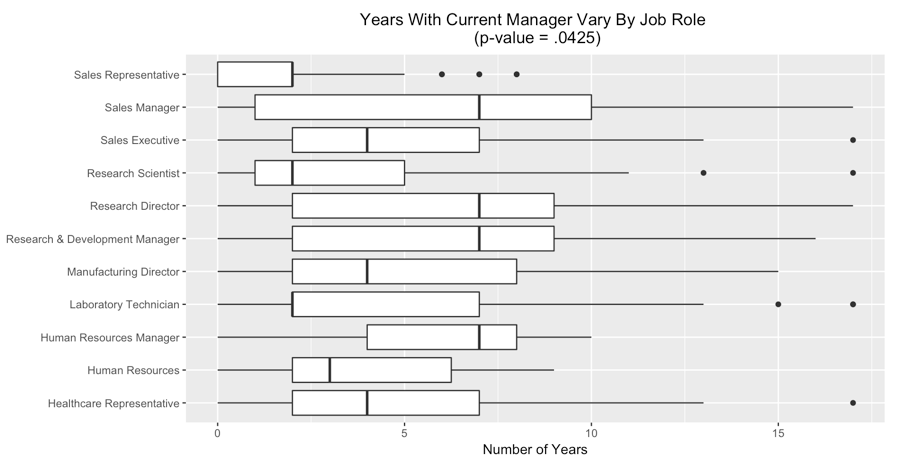 Years With Current Manager Vary By Job Role
(p-value = .0425)
Sales Representative
Sales Manager
Sales Executive
Research Scientist
Research Director
Research & Development Manager
Manufacturing Director
Laboratory Technician
Human Resources Manager
Human Resources
Healthcare Representative
0 5 10 15
Number of Years